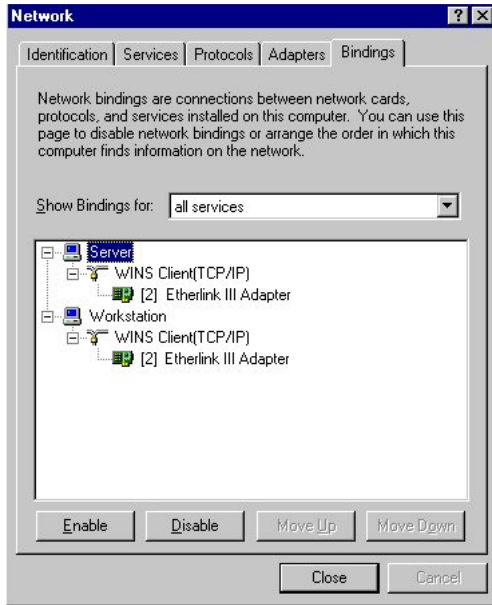 Network
Identification Services Protocols Adapters Bindings
Network bindings are connections between network cards,
protocols, and services installed on this computer. You can use this
page to disable network bindings or arrange the order in which this
computer finds information on the network.
Show Bindings for: all services
Server
WINS Client(TCP/IP)
[2] Etherlink III Adapter
Workstation
WINS Client(TCP/IP)
[2] Etherlink III Adapter
Enable Disable Move Up Move Down
Close Cancel